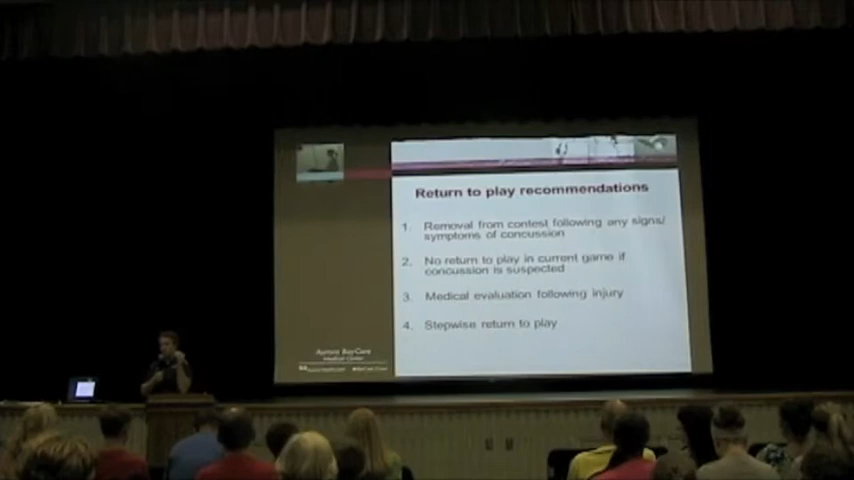 Return to play recommendations
1. Removal from contest following any signs/
symptoms of concussion
2. No return to play in current game if
concussion is suspected
3. Medical evaluation following injury
4. Stepwise return to play
Aurora BayCare
Medical Center